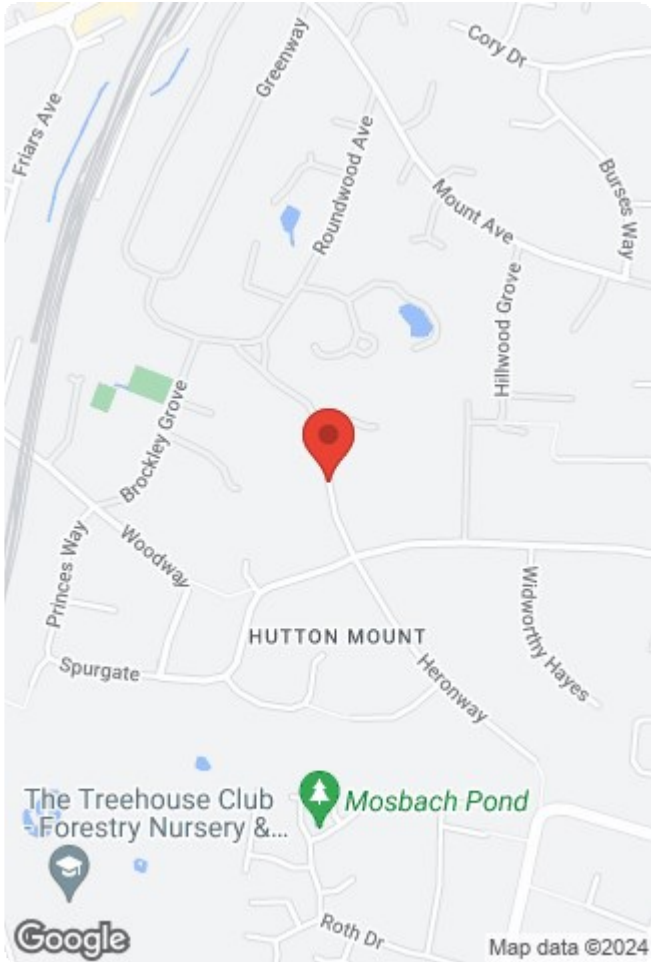 Cory Dr
Greenway
Friars Ave
Roundwood Ave
Burses Way
Mount Ave
Hillwood Grove
Brockley Grove
Woodway
Princes Way
Widworthy Hayes
HUTTON MOUNT
Heronway
Spurgate
The Treehouse Club
- Forestry Nursery &...
Mosbach Pond
Roth Dr
Google
Map data ©2024